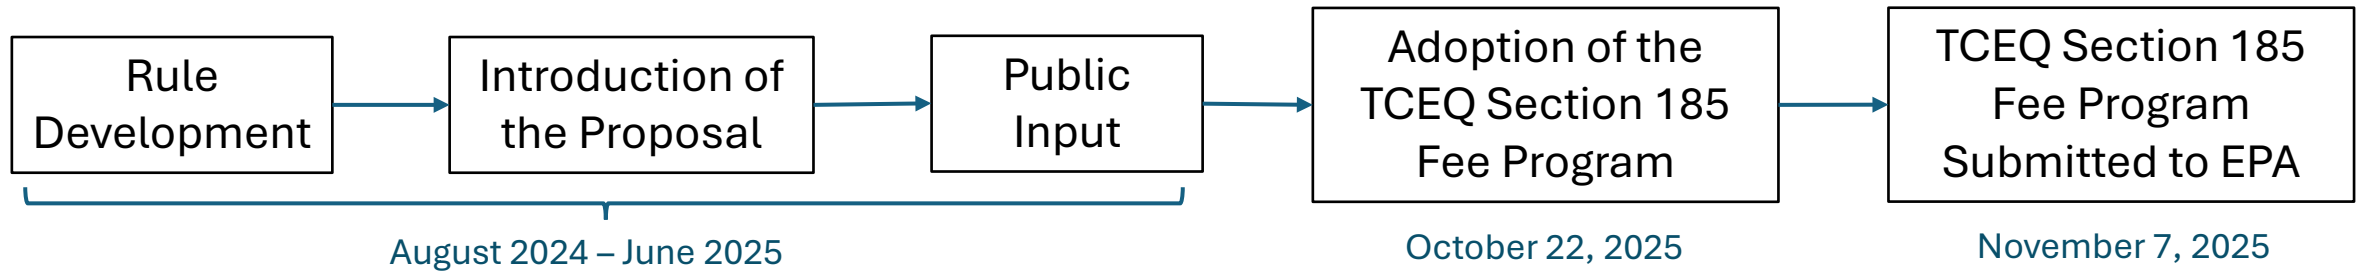 Rule
Development
Introduction of
the Proposal
Public
Input
Adoption of the
TCEQ Section 185
Fee Program
TCEQ Section 185
Fee Program
Submitted to EPA
August 2024 – June 2025
October 22, 2025
November 7, 2025